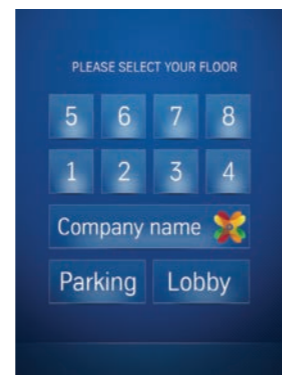 PLEASE SELECT YOUR FLOOR
5 6 7 8
1 2 3 4
Company name
Parking Lobby